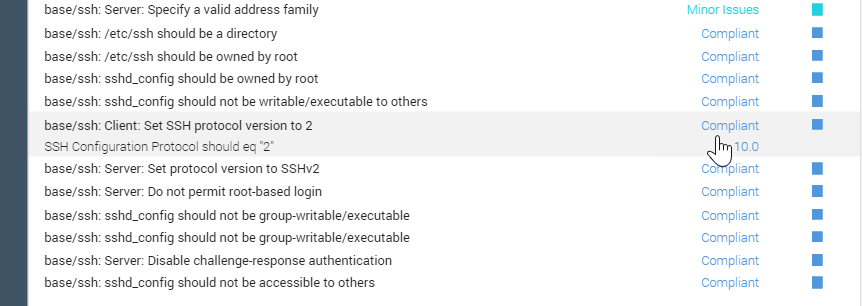 base/ssh: Server: Specify a valid address family Minor Issues
base/ssh: /etc/ssh should be a directory Compliant
base/ssh: /etc/ssh should be owned by root Compliant
base/ssh: sshd_config should be owned by root Compliant
base/ssh: sshd_config should not be writable/executable to others Compliant
base/ssh: Client: Set SSH protocol version to 2 Compliant
SSH Configuration Protocol should eq "2" 10.0
base/ssh: Server: Set protocol version to SSHv2 Compliant
base/ssh: Server: Do not permit root-based login Compliant
base/ssh: sshd_config should not be group-writable/executable Compliant
base/ssh: sshd_config should not be group-writable/executable Compliant
base/ssh: Server: Disable challenge-response authentication Compliant
base/ssh: sshd_config should not be accessible to others Compliant